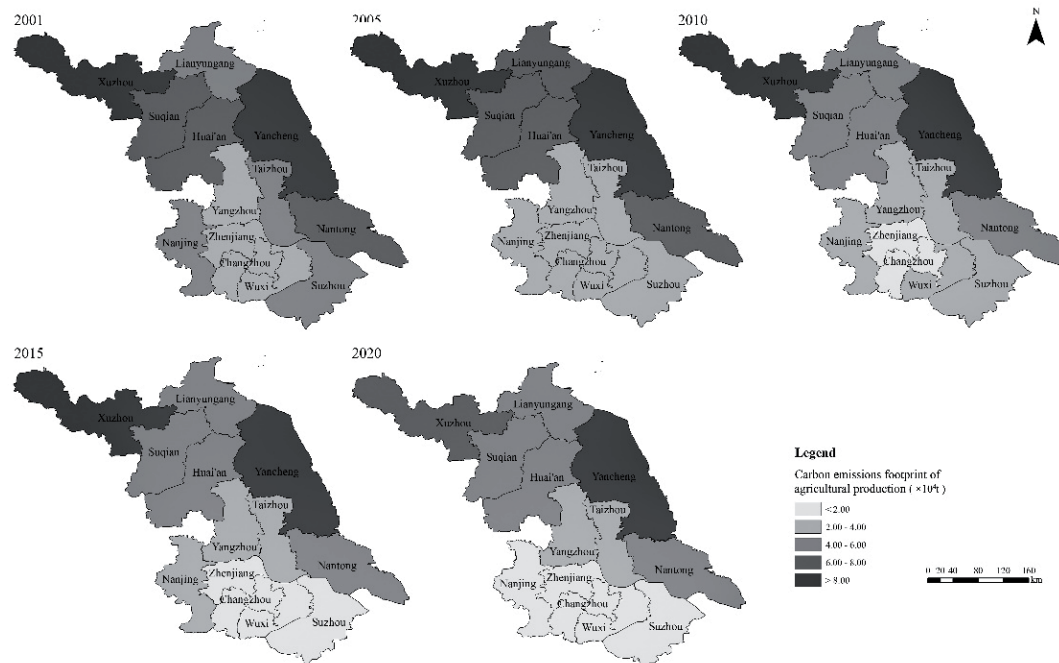 2001
Xuzhou
Lianyungang
Suqian
Huai'an
Yancheng
Taizhou
Yangzhou
Nanjing
Zhenjiang
Nantong
Changzhou
Wuxi
Suzhou
2005
Xuzhou
Lianyungang
Suqian
Huai'an
Yancheng
Taizhou
Yangzhou
Nanjing
Zhenjiang
Nantong
Changzhou
Wuxi
Suzhou
2010
N
Xuzhou
Lianyungang
Suqian
Huai'an
Yancheng
Taizhou
Yangzhou
Nanjing
Zhenjiang
Nantong
Changzhou
Wuxi
Suzhou
2015
Xuzhou
Lianyungang
Suqian
Huai'an
Yancheng
Taizhou
Yangzhou
Nanjing
Zhenjiang
Nantong
Changzhou
Wuxi
Suzhou
2020
Xuzhou
Lianyungang
Suqian
Huai'an
Yancheng
Taizhou
Yangzhou
Nanjing
Zhenjiang
Nantong
Changzhou
Wuxi
Suzhou
Legend
Carbon emissions footprint of
agricultural production ( ×10⁴t )
<2.00
2.00 - 4.00
4.00 - 6.00
6.00 - 8.00
> 8.00
0 20 40 80 120 160
km